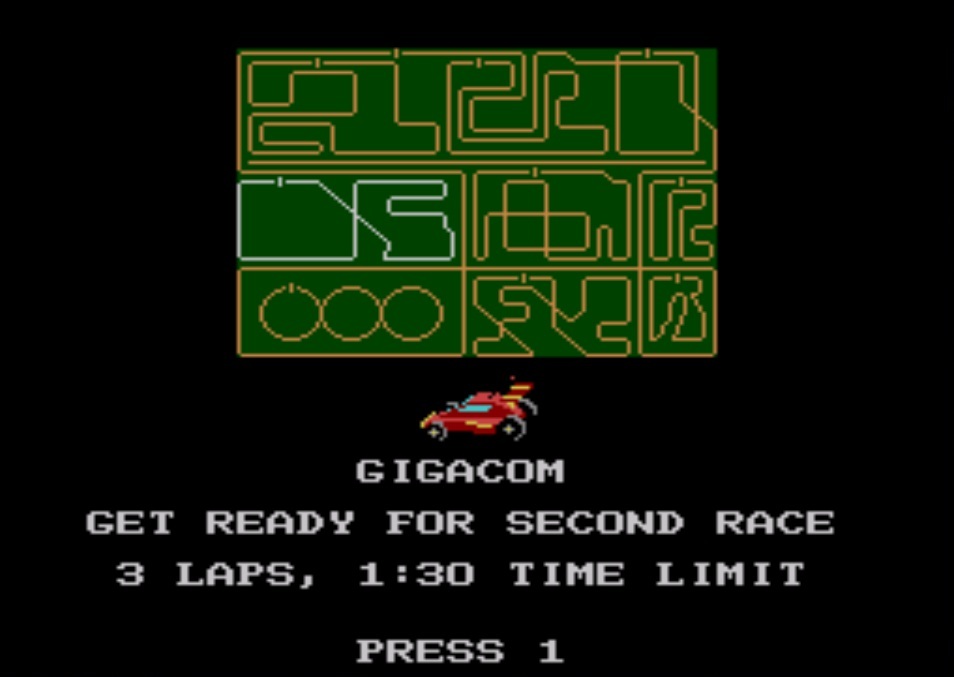 GIGACOM
GET READY FOR SECOND RACE
3 LAPS, 1:30 TIME LIMIT
PRESS 1